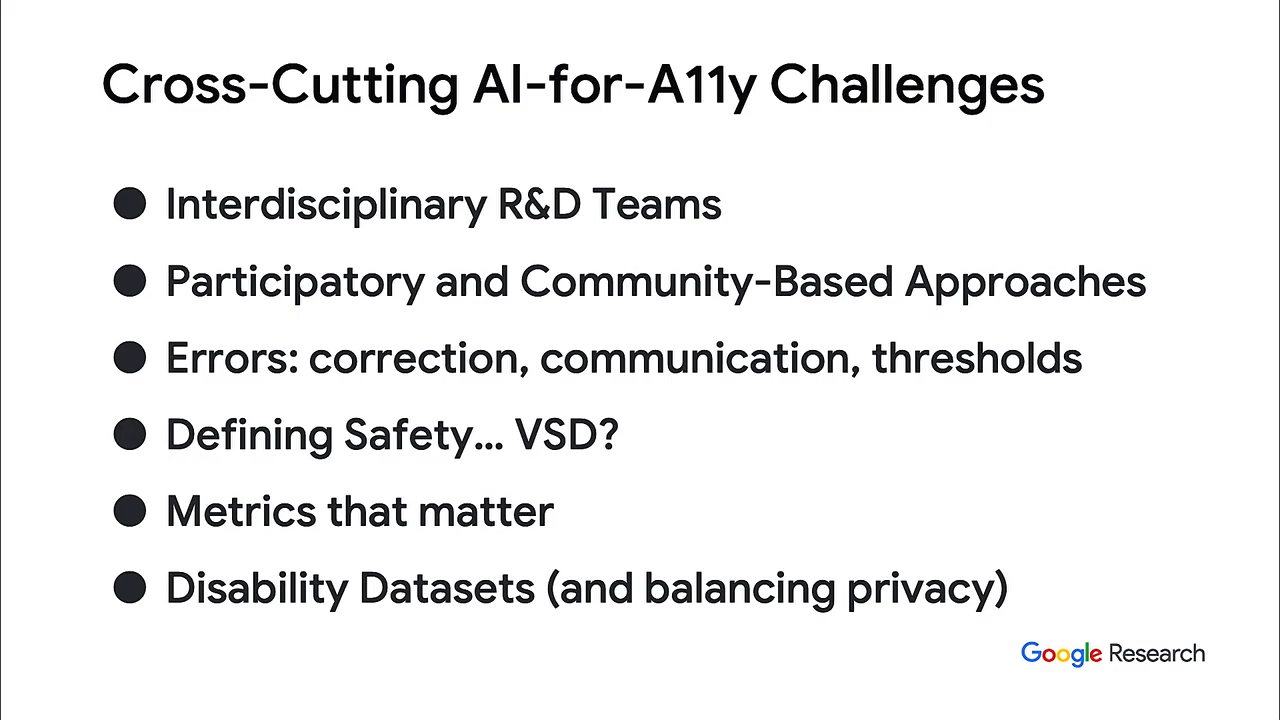 Cross-Cutting AI-for-A11y Challenges
● Interdisciplinary R&D Teams
● Participatory and Community-Based Approaches
● Errors: correction, communication, thresholds
● Defining Safety... VSD?
● Metrics that matter
● Disability Datasets (and balancing privacy)
Google Research